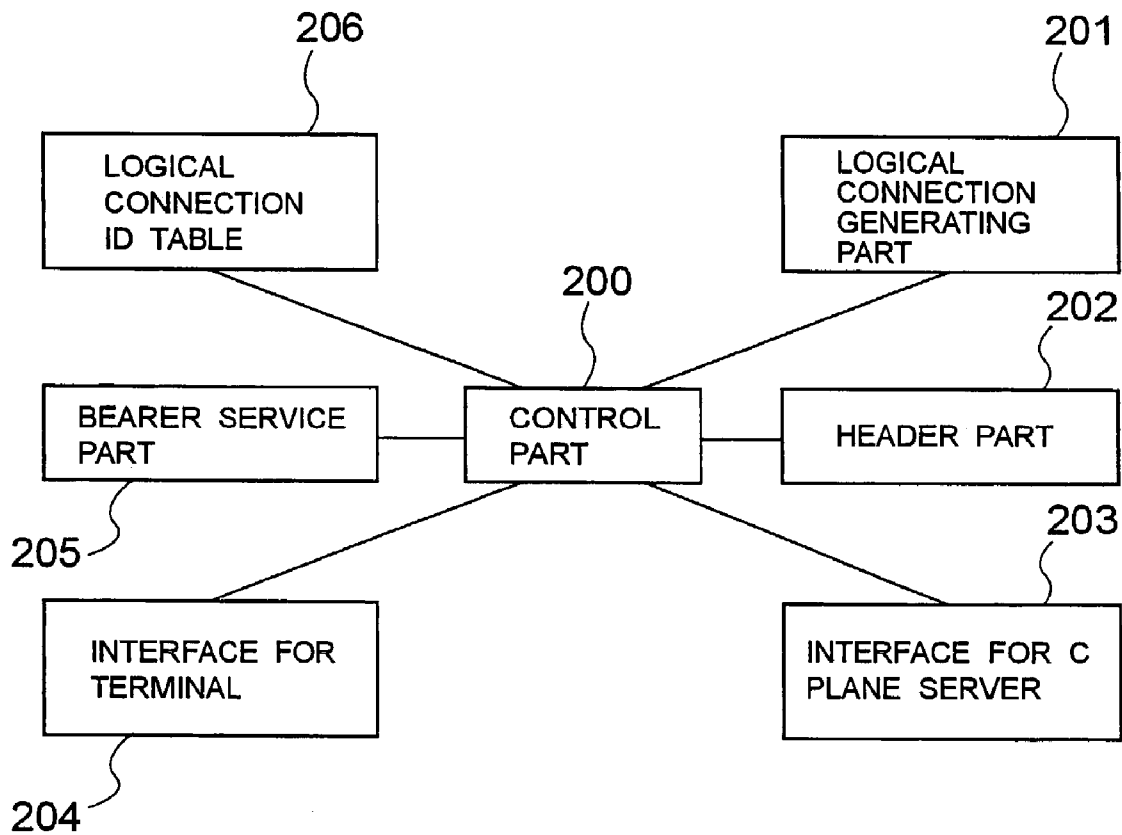 206
201
LOGICAL
CONNECTION
ID TABLE
LOGICAL
CONNECTION
GENERATING
PART
200
202
BEARER SERVICE
PART
CONTROL
PART
HEADER PART
205
203
INTERFACE FOR
TERMINAL
INTERFACE FOR C
PLANE SERVER
204